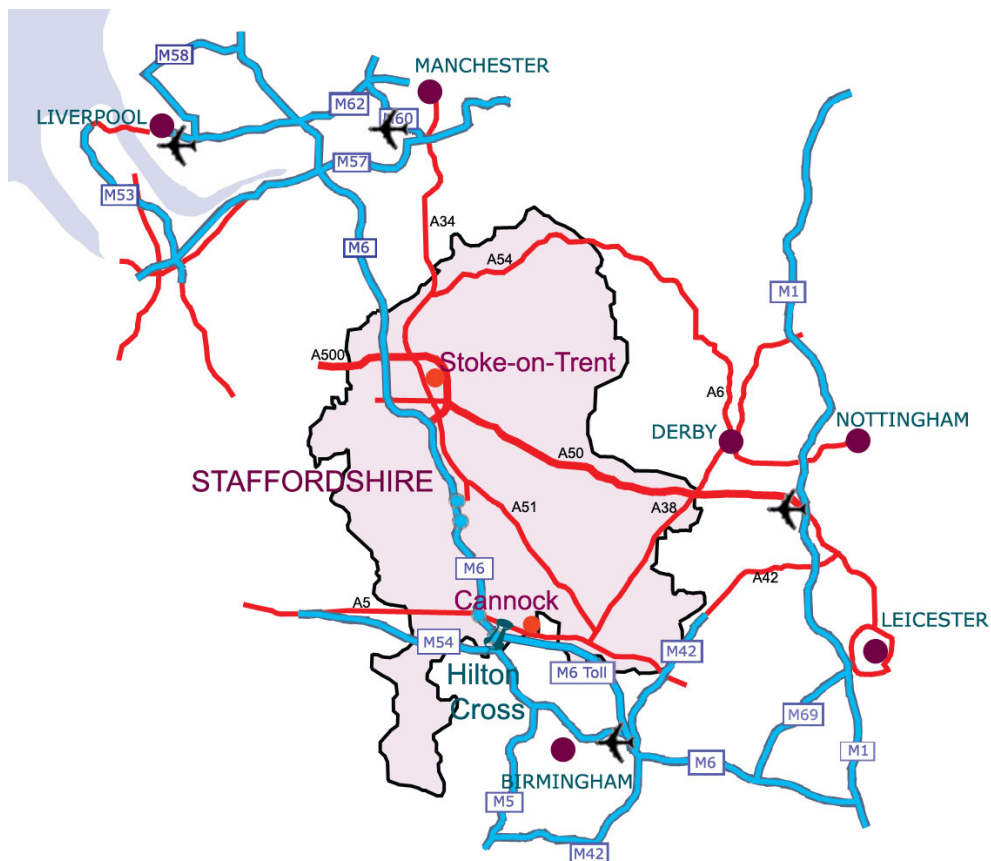 M58
MANCHESTER
M62
LIVERPOOL
M60
M57
M53
A34
M6
A54
M1
A500
Stoke-on-Trent
A6
DERBY
NOTTINGHAM
A50
STAFFORDSHIRE
A51
A38
M6
A42
A5
Cannock
LEICESTER
M54
M42
Hilton
Cross
M6 Toll
M69
M1
M6
BIRMINGHAM
M5
M42